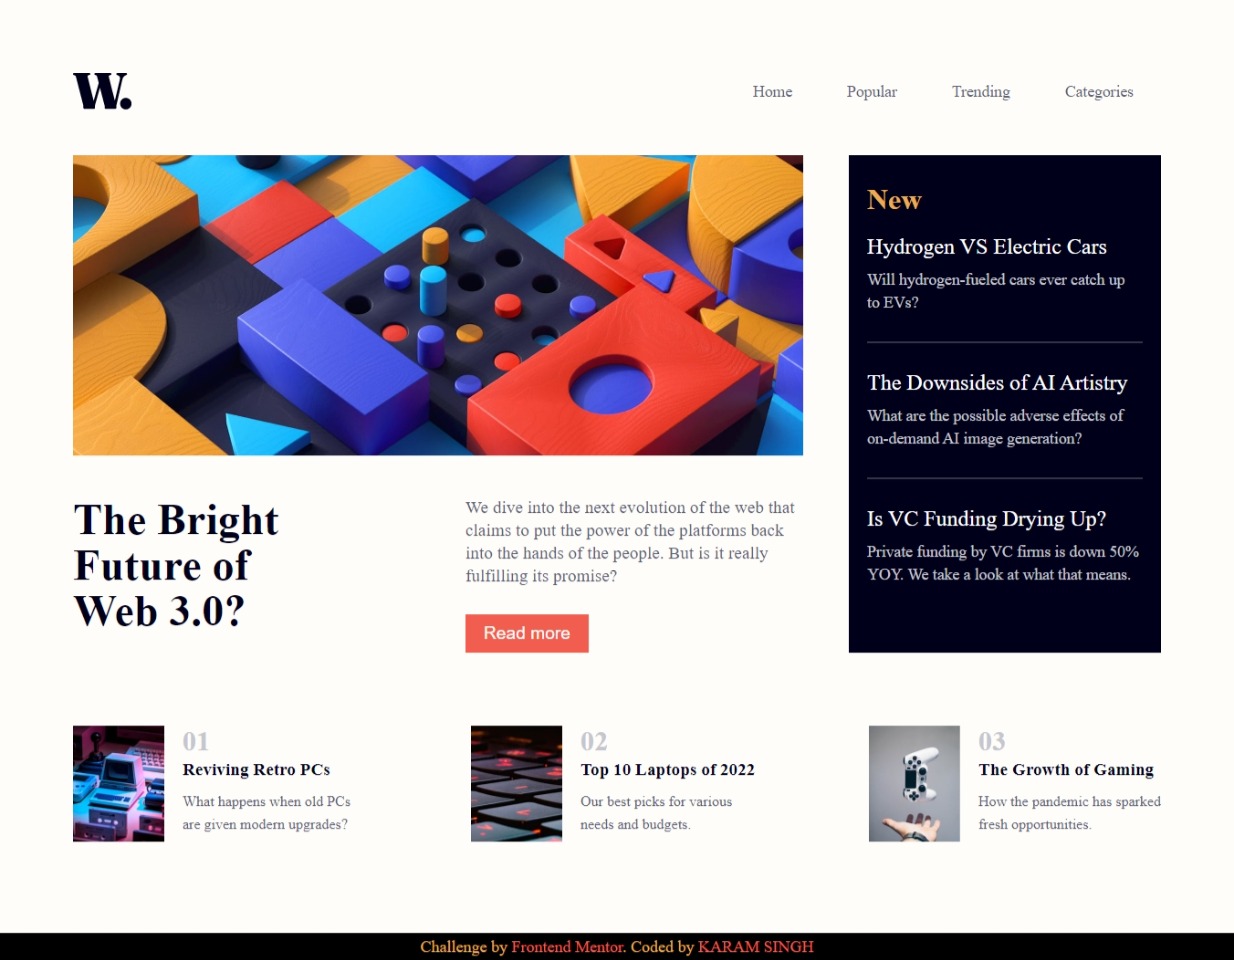 W.
Home Popular Trending Categories
New
Hydrogen VS Electric Cars
Will hydrogen-fueled cars ever catch up
to EVs?
The Downsides of AI Artistry
What are the possible adverse effects of
on-demand AI image generation?
Is VC Funding Drying Up?
Private funding by VC firms is down 50%
YOY. We take a look at what that means.
The Bright
Future of
Web 3.0?
We dive into the next evolution of the web that
claims to put the power of the platforms back
into the hands of the people. But is it really
fulfilling its promise?
Read more
01
Reviving Retro PCs
What happens when old PCs
are given modern upgrades?
02
Top 10 Laptops of 2022
Our best picks for various
needs and budgets.
03
The Growth of Gaming
How the pandemic has sparked
fresh opportunities.
Challenge by Frontend Mentor. Coded by KARAM SINGH